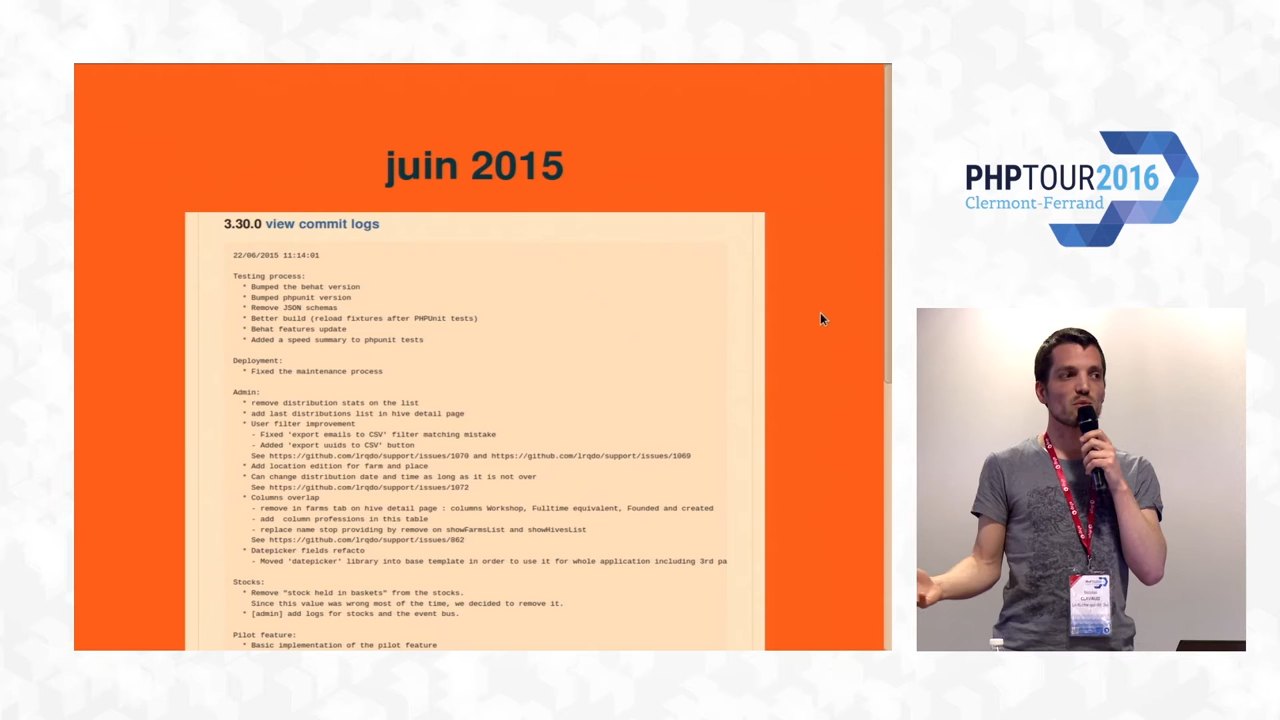 juin 2015
3.30.0 view commit logs
22/06/2015 11:14:01
Testing process:
* Bumped the behat version
* Bumped phpunit version
* Remove JSON schemas
* Better build (reload fixtures after PHPUnit tests)
* Behat features update
* Added a speed summary to phpunit tests
Deployment:
* Fixed the maintenance process
Admin:
* remove distribution stats on the list
* add last distributions list in hive detail page
* User filter improvement
- Fixed 'export emails to CSV' filter matching mistake
- Added 'export uuids to CSV' button
See https://github.com/lrqdo/support/issues/1070 and https://github.com/lrqdo/support/issues/1069
* Add location edition for farm and place
* Can change distribution date and time as long as it is not over
See https://github.com/lrqdo/support/issues/1072
* Columns overlap
- remove in farms tab on hive detail page : columns Workshop, Fulltime equivalent, Founded and created
- add column professions in this table
- replace name stop providing by remove on showFarmsList and showHivesList
See https://github.com/lrqdo/support/issues/862
* Datepicker fields refacto
- Moved 'datepicker' library into base template in order to use it for whole application including 3rd pa
Stocks:
* Remove "stock held in baskets" from the stocks.
Since this value was wrong most of the time, we decided to remove it.
* [admin] add logs for stocks and the event bus.
Pilot feature:
* Basic implementation of the pilot feature
PHPTOUR2016
Clermont-Ferrand